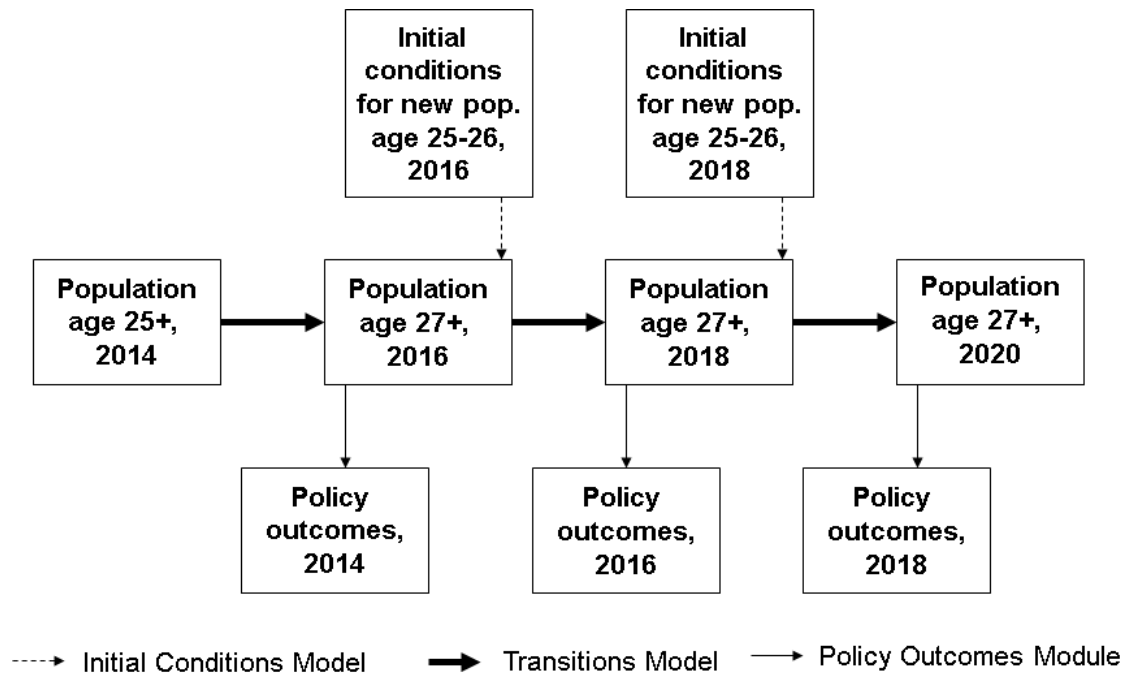 Initial
conditions
for new pop.
age 25-26,
2016
Initial
conditions
for new pop.
age 25-26,
2018
Population
age 25+,
2014
Population
age 27+,
2016
Population
age 27+,
2018
Population
age 27+,
2020
Policy
outcomes,
2014
Policy
outcomes,
2016
Policy
outcomes,
2018
Initial Conditions Model
Transitions Model
Policy Outcomes Module